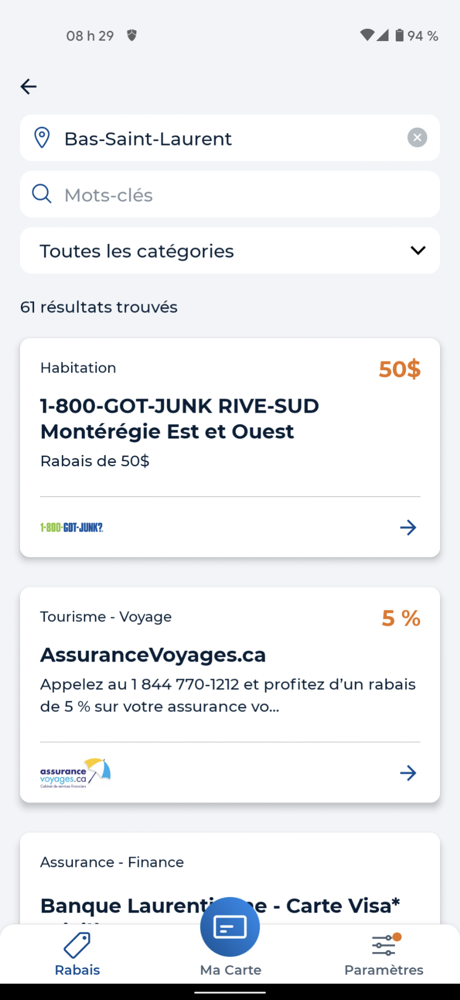 08 h 29
94 %
Bas-Saint-Laurent
Mots-clés
Toutes les catégories
61 résultats trouvés
Habitation
50$
1-800-GOT-JUNK RIVE-SUD
Montérégie Est et Ouest
Rabais de 50$
1-800-GOT-JUNK?
Tourisme - Voyage
5 %
AssuranceVoyages.ca
Appelez au 1 844 770-1212 et profitez d’un rabais
de 5 % sur votre assurance vo...
assurance
voyages.ca
Cabinet de services financiers
Assurance - Finance
Banque - Carte Visa*
Rabais
Ma Carte
Paramètres